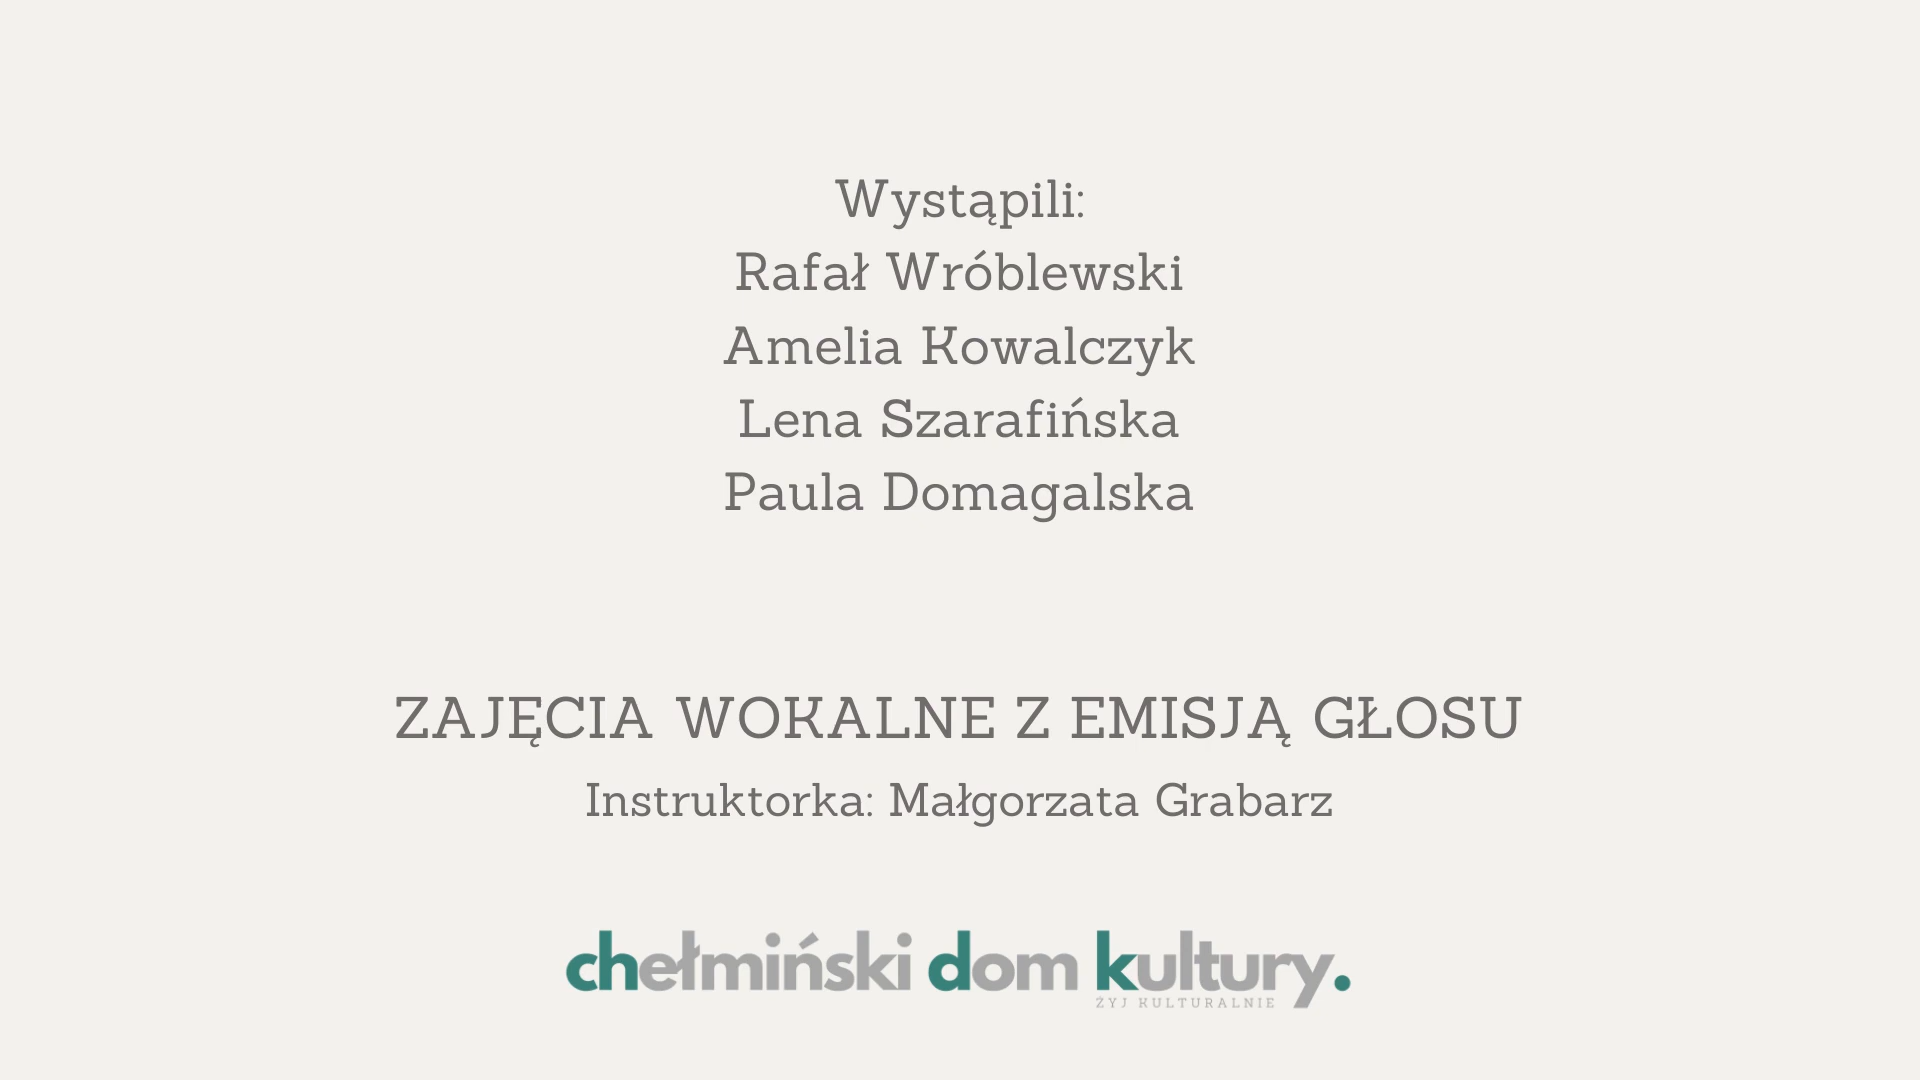 Wystąpili:
Rafał Wróblewski
Amelia Kowalczyk
Lena Szarafińska
Paula Domagalska
ZAJĘCIA WOKALNE Z EMISJĄ GŁOSU
Instruktorka: Małgorzata Grabarz
chełmiński dom kultury.
ŻYJ KULTURALNIE